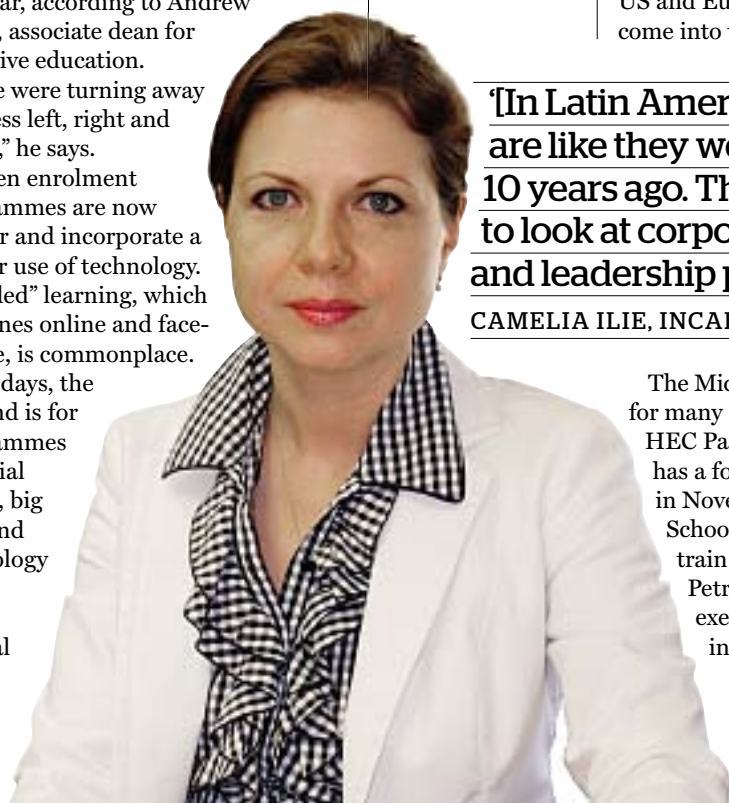 ar, according to Andrew
, associate dean for
ive education.
e were turning away
ess left, right and
,” he says.
en enrolment
ammes are now
r and incorporate a
r use of technology.
led” learning, which
nes online and face-
e, is commonplace.
days, the
nd is for
ammes
ial
, big
nd
ology
al
US and Eu
come into
‘[In Latin Amer
are like they we
10 years ago. Th
to look at corpo
and leadership p
CAMELIA ILIE, INCAE
The Mid
for many
HEC Pa
has a fo
in Nove
Schoo
train
Petr
exe
in